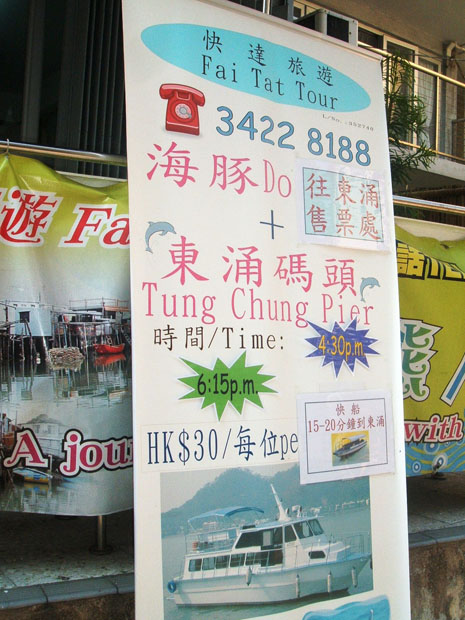 快達旅遊
Fai Tat Tour
3422 8188
海豚Do
往東涌
售票處
+
東涌碼頭
Tung Chung Pier
時間/Time:
4:30p.m.
6:15p.m.
快船
15-20分鐘到東涌
HK$30/每位pe
遊 Fa
A jour
with